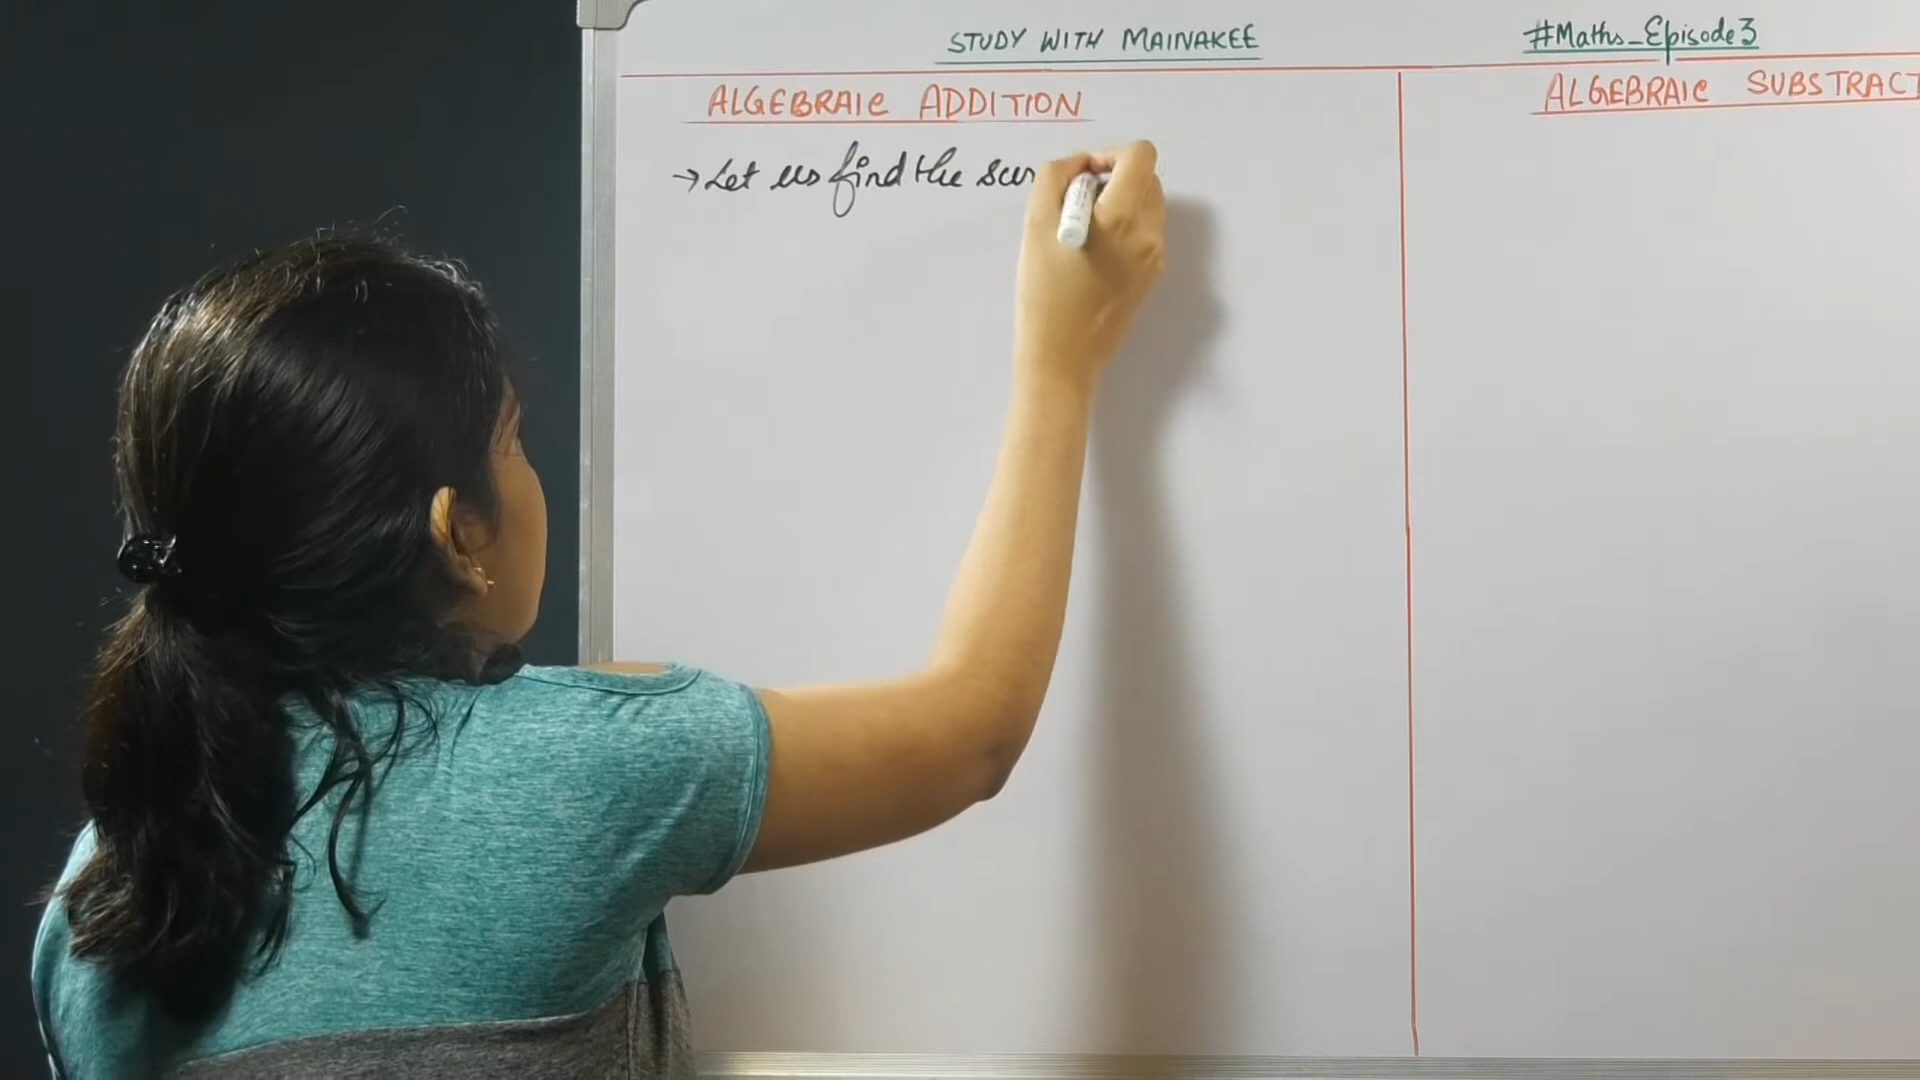 STUDY WITH MAINAKEE
#Maths_Episode3
ALGEBRAIC ADDITION
→ Let us find the
ALGEBRAIC SUBSTRACT